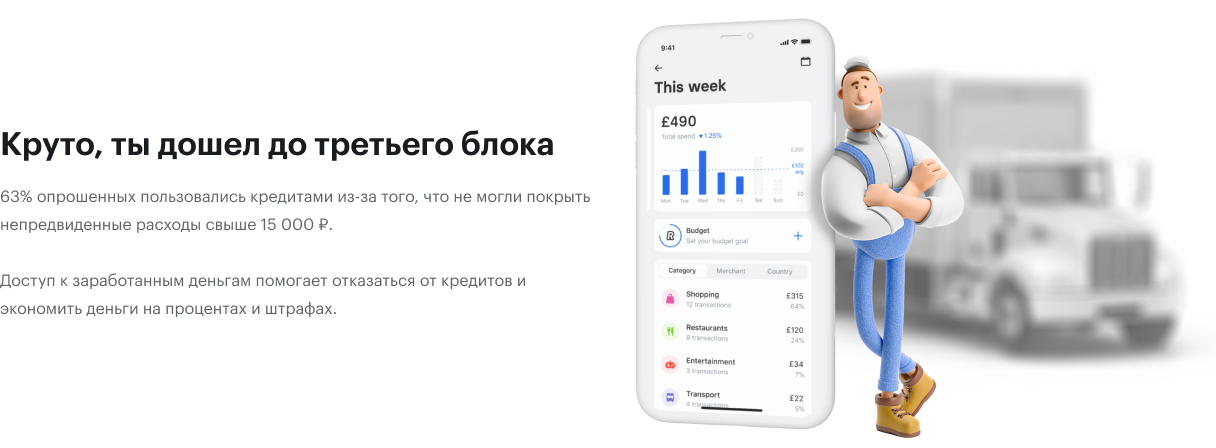 Круто, ты дошел до третьего блока
63% опрошенных пользовались кредитами из-за того, что не могли покрыть
непредвиденные расходы свыше 15 000 ₽.
Доступ к заработанным деньгам помогает отказаться от кредитов и
экономить деньги на процентах и штрафах.
9:41
This week
£490
Total spend ▾1.25%
£200
£102
avg
£0
Mon Tue Wed Thu Fri Sat Sun
Budget
Set your budget goal
Category Merchant Country
Shopping £315
12 transactions 64%
Restaurants £120
8 transactions 24%
Entertainment £34
3 transactions 7%
Transport £22
4 transactions 5%